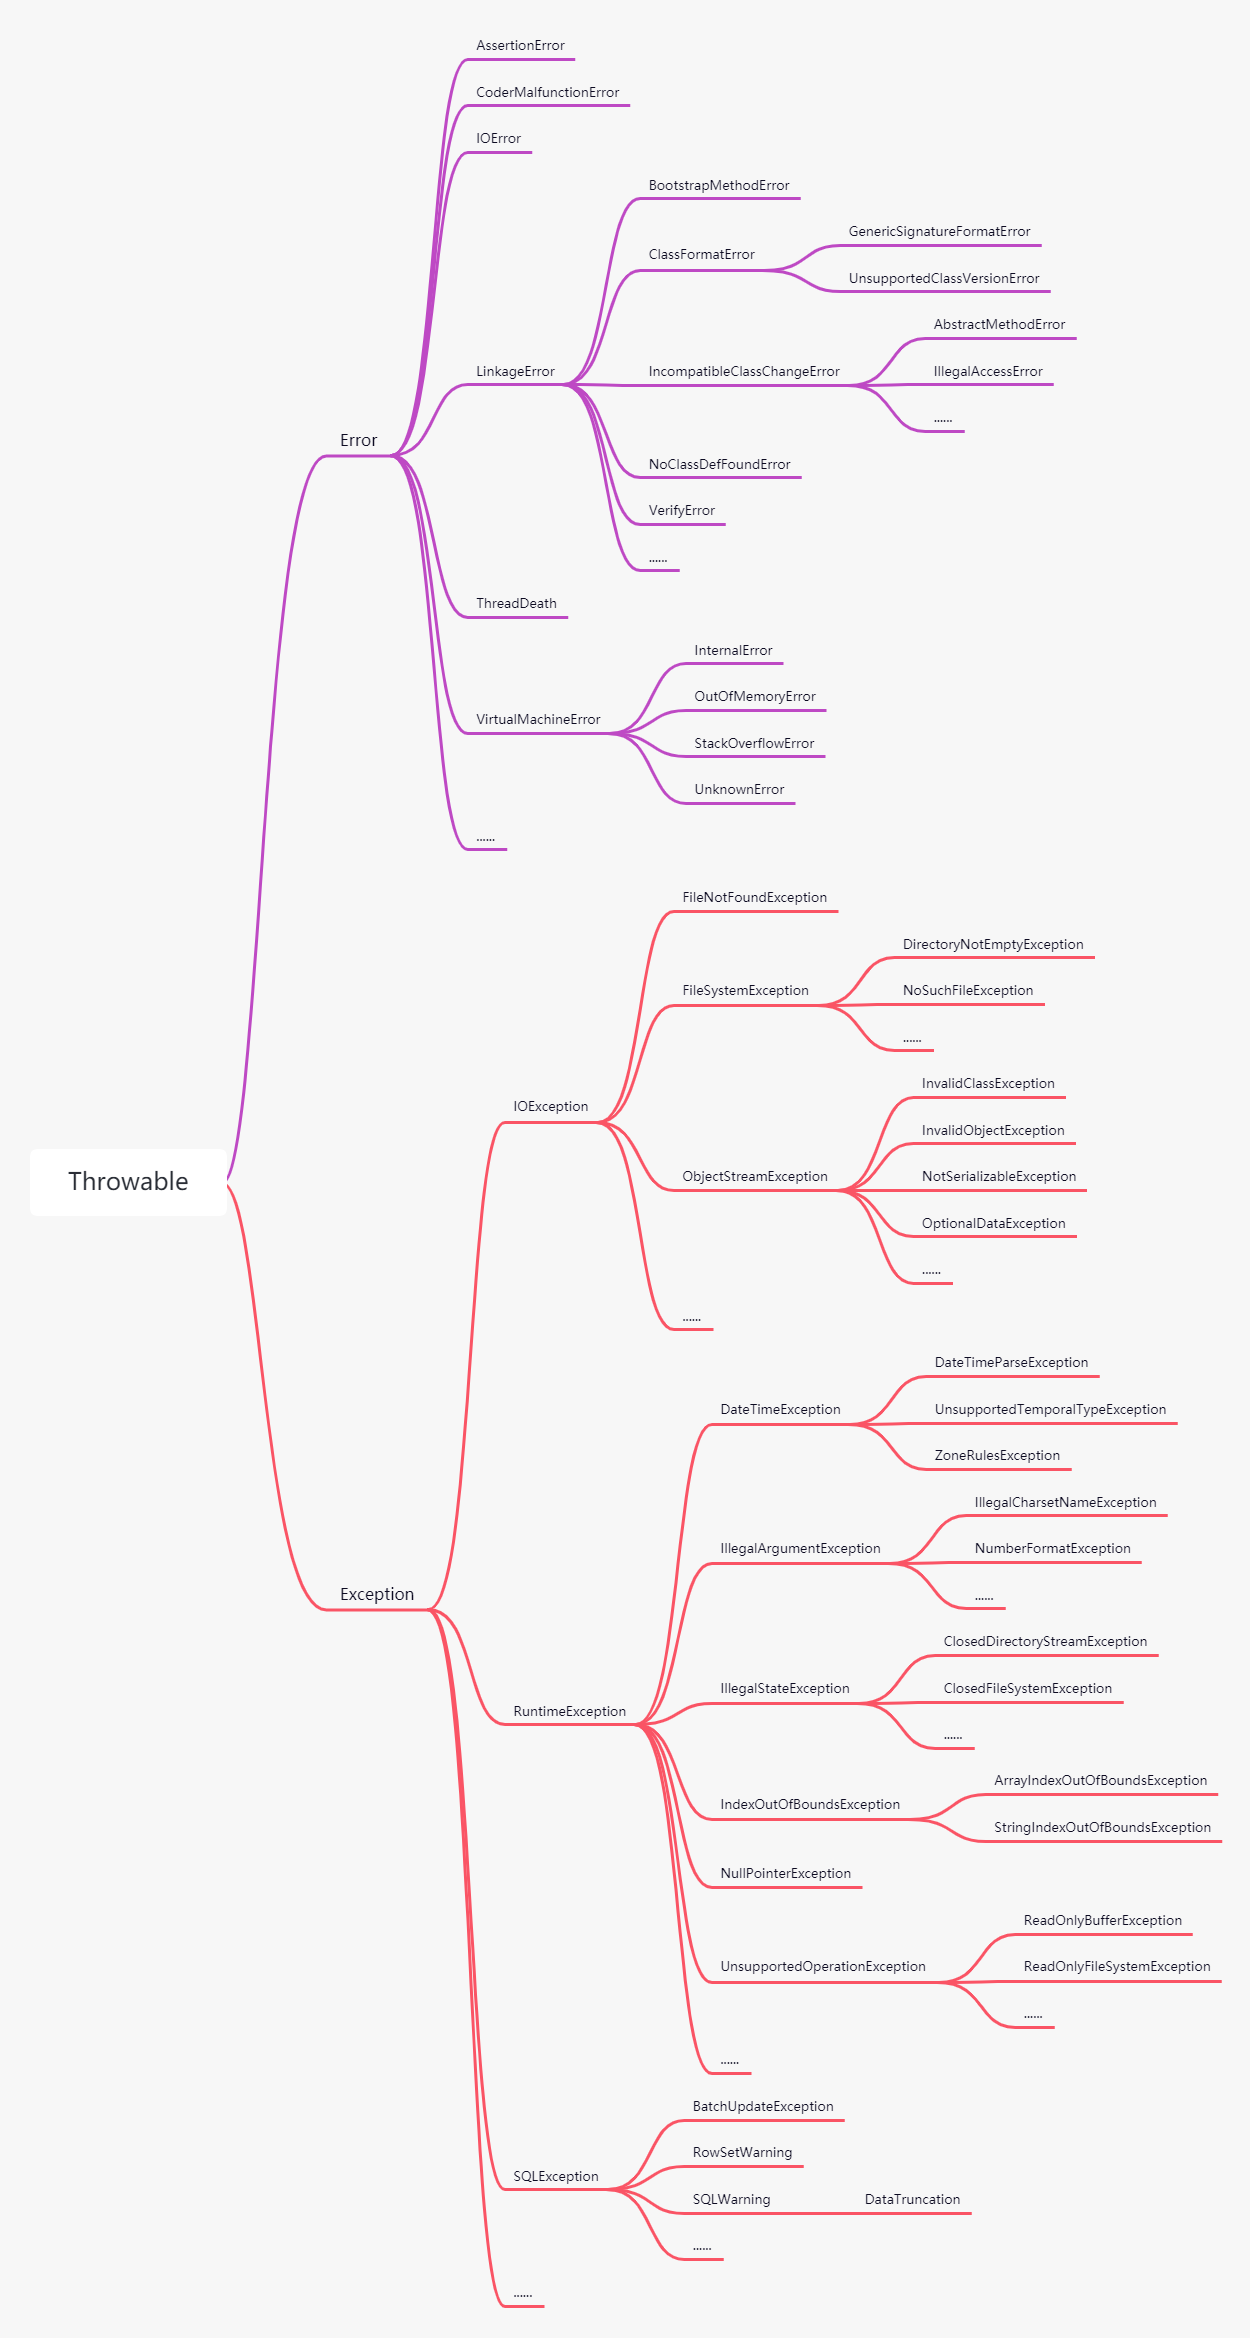 AssertionError
CoderMalfunctionError
IOError
BootstrapMethodError
GenericSignatureFormatError
ClassFormatError
UnsupportedClassVersionError
AbstractMethodError
LinkageError
IncompatibleClassChangeError
IllegalAccessError
......
Error
NoClassDefFoundError
VerifyError
......
ThreadDeath
InternalError
OutOfMemoryError
VirtualMachineError
StackOverflowError
UnknownError
......
FileNotFoundException
DirectoryNotEmptyException
FileSystemException
NoSuchFileException
......
InvalidClassException
IOException
InvalidObjectException
ObjectStreamException
NotSerializableException
Throwable
OptionalDataException
......
......
DateTimeParseException
DateTimeException
UnsupportedTemporalTypeException
ZoneRulesException
IllegalCharsetNameException
IllegalArgumentException
NumberFormatException
Exception
......
ClosedDirectoryStreamException
IllegalStateException
ClosedFileSystemException
RuntimeException
......
ArrayIndexOutOfBoundsException
IndexOutOfBoundsException
StringIndexOutOfBoundsException
NullPointerException
ReadOnlyBufferException
UnsupportedOperationException
ReadOnlyFileSystemException
......
......
BatchUpdateException
RowSetWarning
SQLException
SQLWarning
DataTruncation
......
......